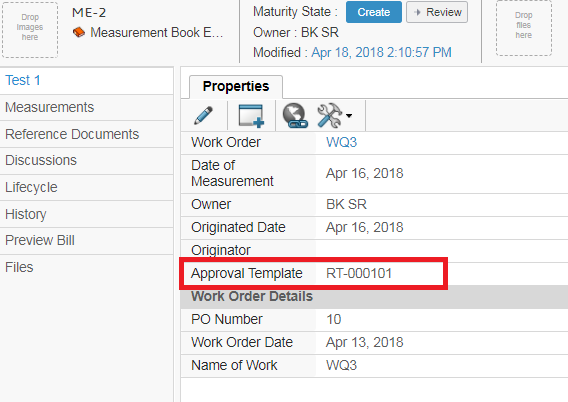 Drop
images
here
ME-2
Measurement Book E...
Maturity State : Create Review
Owner : BK SR
Modified : Apr 18, 2018 2:10:57 PM
Drop
files
here
Test 1
Measurements
Reference Documents
Discussions
Lifecycle
History
Preview Bill
Files
Properties
Work Order WQ3
Date of
Measurement Apr 16, 2018
Owner BK SR
Originated Date Apr 16, 2018
Originator
Approval Template RT-000101
Work Order Details
PO Number 10
Work Order Date Apr 13, 2018
Name of Work WQ3